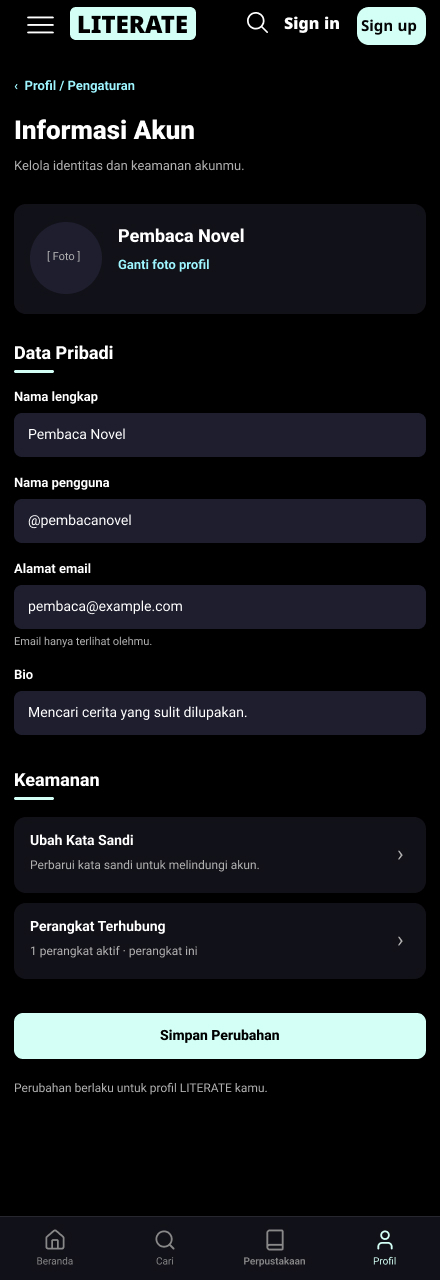 LITERATE
Sign in
Sign up
‹ Profil / Pengaturan
Informasi Akun
Kelola identitas dan keamanan akunmu.
[ Foto ]
Pembaca Novel
Ganti foto profil
Data Pribadi
Nama lengkap
Pembaca Novel
Nama pengguna
@pembacanovel
Alamat email
pembaca@example.com
Email hanya terlihat olehmu.
Bio
Mencari cerita yang sulit dilupakan.
Keamanan
Ubah Kata Sandi
Perbarui kata sandi untuk melindungi akun.
›
Perangkat Terhubung
1 perangkat aktif · perangkat ini
›
Simpan Perubahan
Perubahan berlaku untuk profil LITERATE kamu.
Beranda
Cari
Perpustakaan
Profil